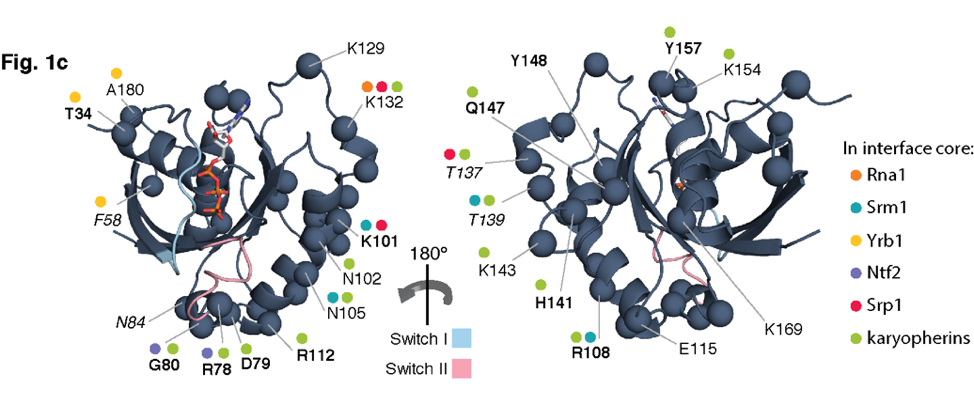 Fig. 1c
K129
A180
T34
K132
F58
K101
N102
N105
N84
G80
R78
D79
R112
180º
Switch I
Switch II
Y157
K154
Y148
Q147
T137
T139
K143
H141
R108
E115
K169
In interface core:
Rna1
Srm1
Yrb1
Ntf2
Srp1
karyopherins